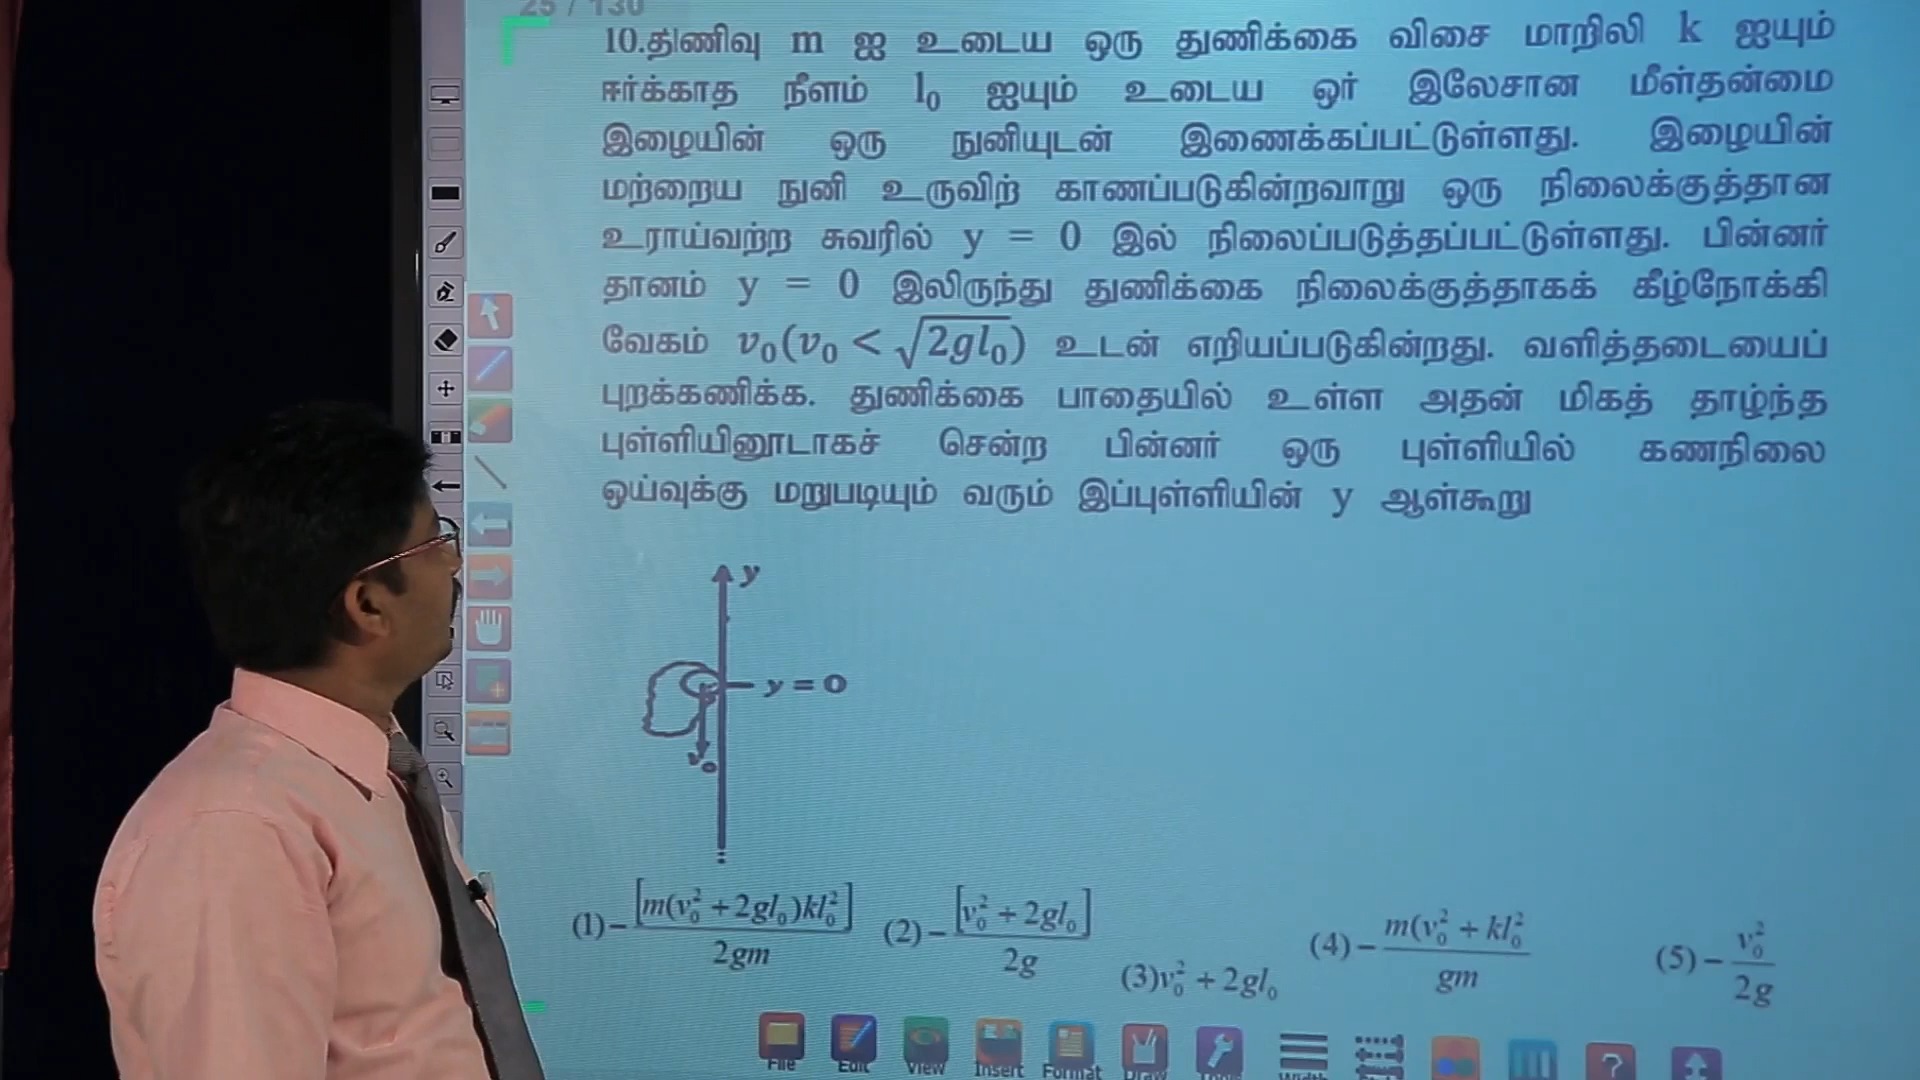 25 / 130
10.திணிவு m ஐ உடைய ஒரு துணிக்கை விசை மாறிலி k ஐயும்
ஈர்க்காத நீளம் l₀ ஐயும் உடைய ஓர் இலேசான மீள்தன்மை
இழையின் ஒரு நுனியுடன் இணைக்கப்பட்டுள்ளது. இழையின்
மற்றைய நுனி உருவிற் காணப்படுகின்றவாறு ஒரு நிலைக்குத்தான
உராய்வற்ற சுவரில் y = 0 இல் நிலைப்படுத்தப்பட்டுள்ளது. பின்னர்
தானம் y = 0 இலிருந்து துணிக்கை நிலைக்குத்தாகக் கீழ்நோக்கி
வேகம் v₀(v₀ < √2gl₀) உடன் எறியப்படுகின்றது. வளித்தடையைப்
புறக்கணிக்க. துணிக்கை பாதையில் உள்ள அதன் மிகத் தாழ்ந்த
புள்ளியினூடாகச் சென்ற பின்னர் ஒரு புள்ளியில் கணநிலை
ஒய்வுக்கு மறுபடியும் வரும் இப்புள்ளியின் y ஆள்கூறு
y
y = 0
v₀
(1) – [m(v₀² + 2gl₀)kl₀²] / 2gm (2) – [v₀² + 2gl₀] / 2g (3) v₀² + 2gl₀ (4) – m(v₀² + kl₀² / gm (5) – v₀² / 2g
File Edit View Insert Format